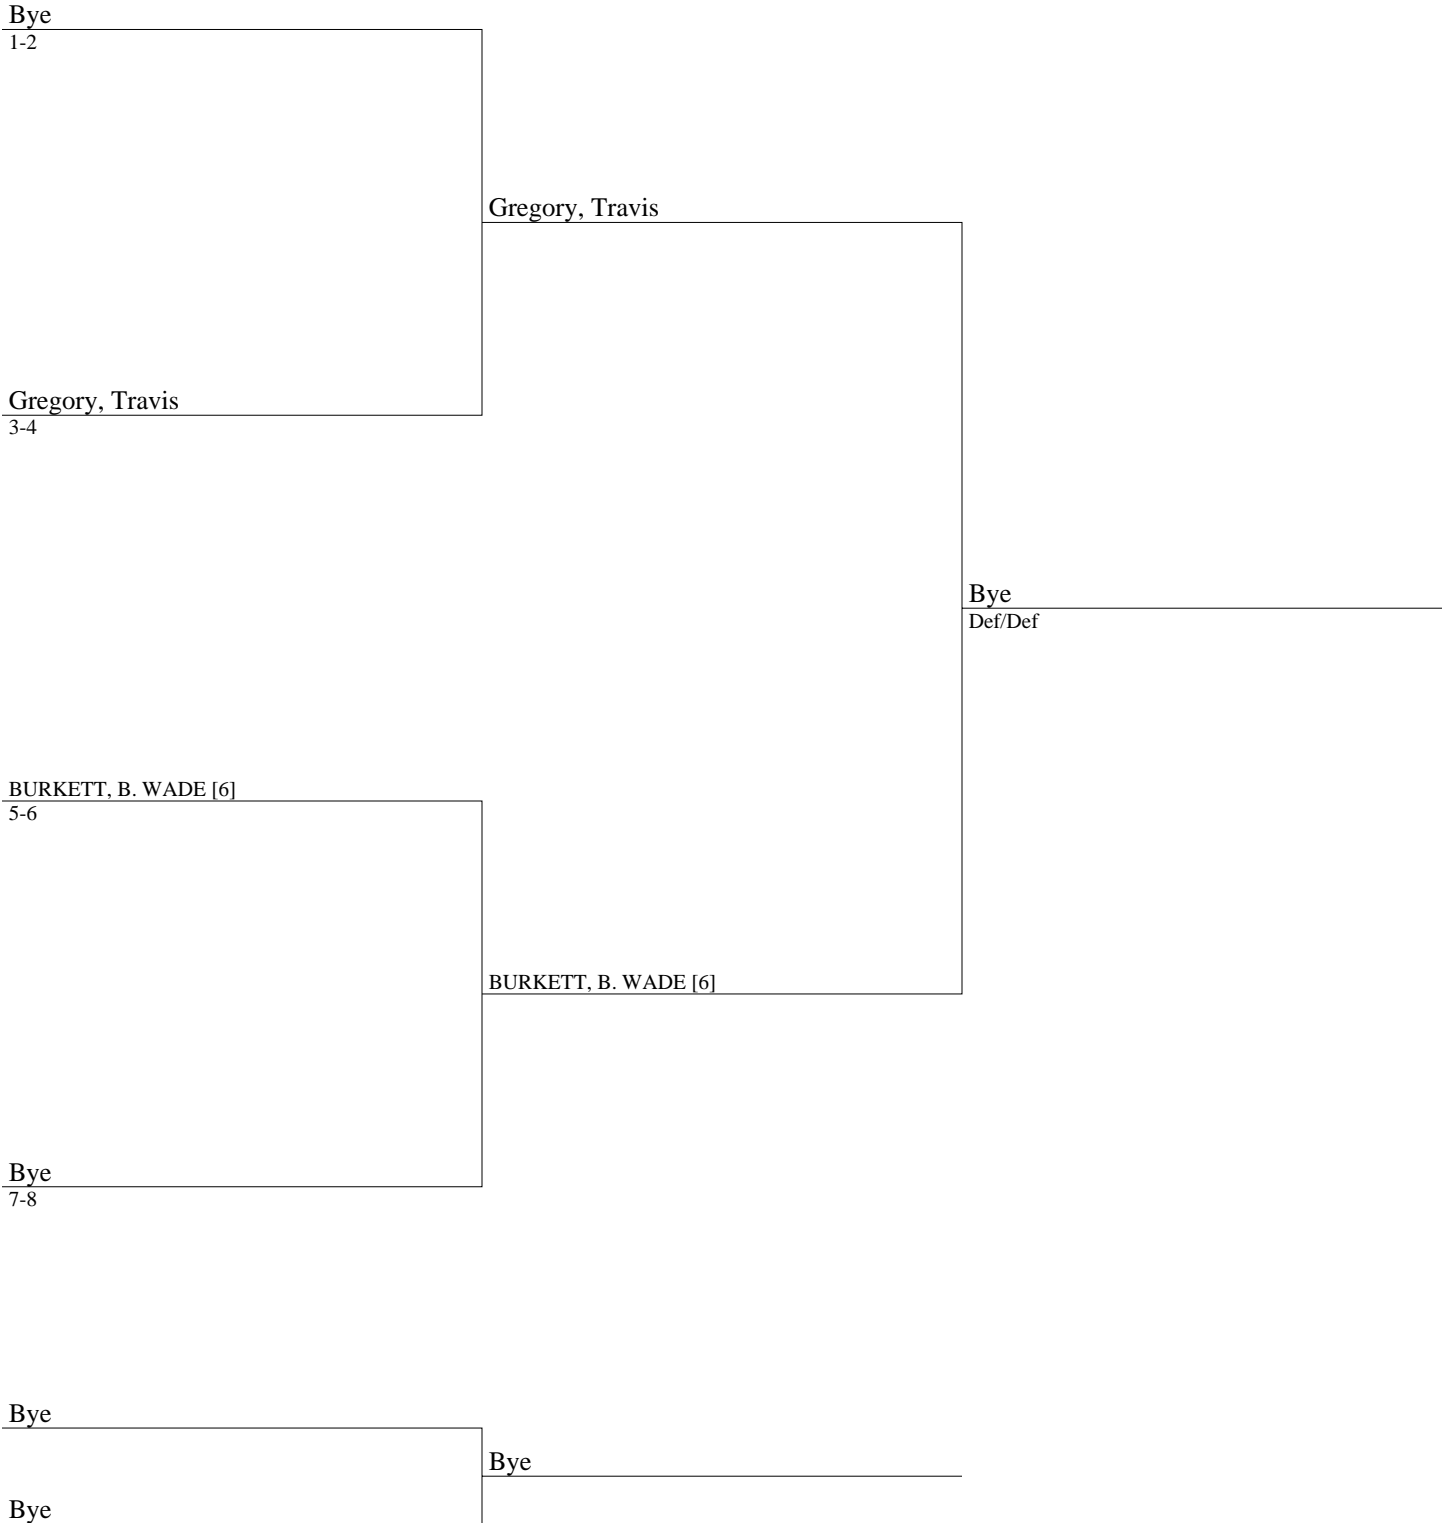 Bye
1-2
Gregory, Travis
Gregory, Travis
3-4
Bye
Def/Def
BURKETT, B. WADE [6]
5-6
BURKETT, B. WADE [6]
Bye
7-8
Bye
Bye
Bye